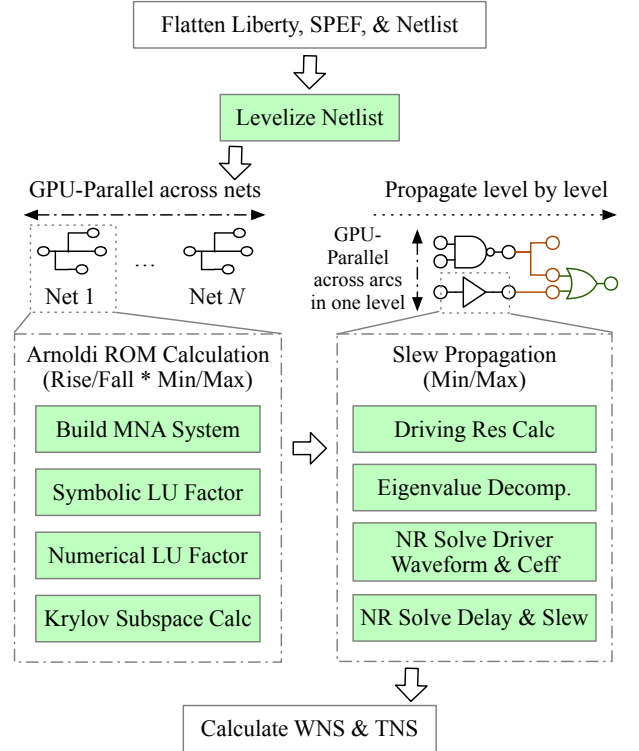 Flatten Liberty, SPEF, & Netlist
Levelize Netlist
GPU-Parallel across nets
Net 1
...
Net N
Propagate level by level
GPU-
Parallel
across arcs
in one level
Arnoldi ROM Calculation
(Rise/Fall * Min/Max)
Build MNA System
Symbolic LU Factor
Numerical LU Factor
Krylov Subspace Calc
Slew Propagation
(Min/Max)
Driving Res Calc
Eigenvalue Decomp.
NR Solve Driver
Waveform & Ceff
NR Solve Delay & Slew
Calculate WNS & TNS